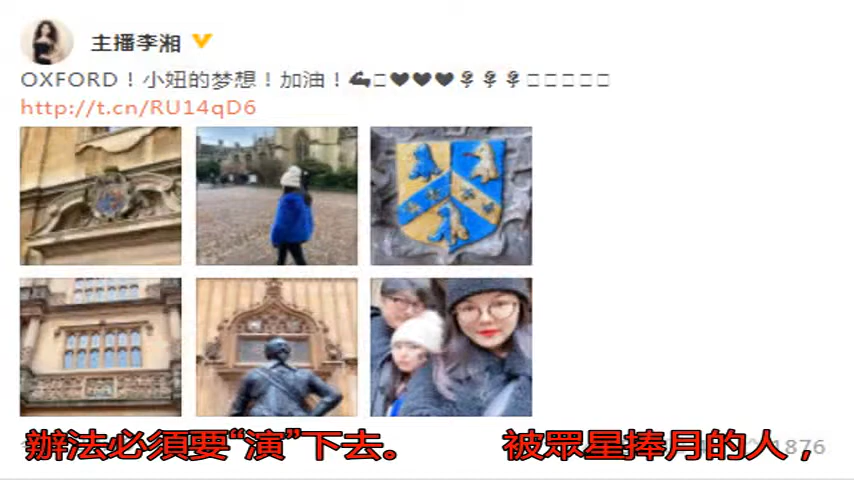 主播李湘
OXFORD！小妞的梦想！加油！
http://t.cn/RU14qD6
辦法必須要“演”下去。 被眾星捧月的人，
1876